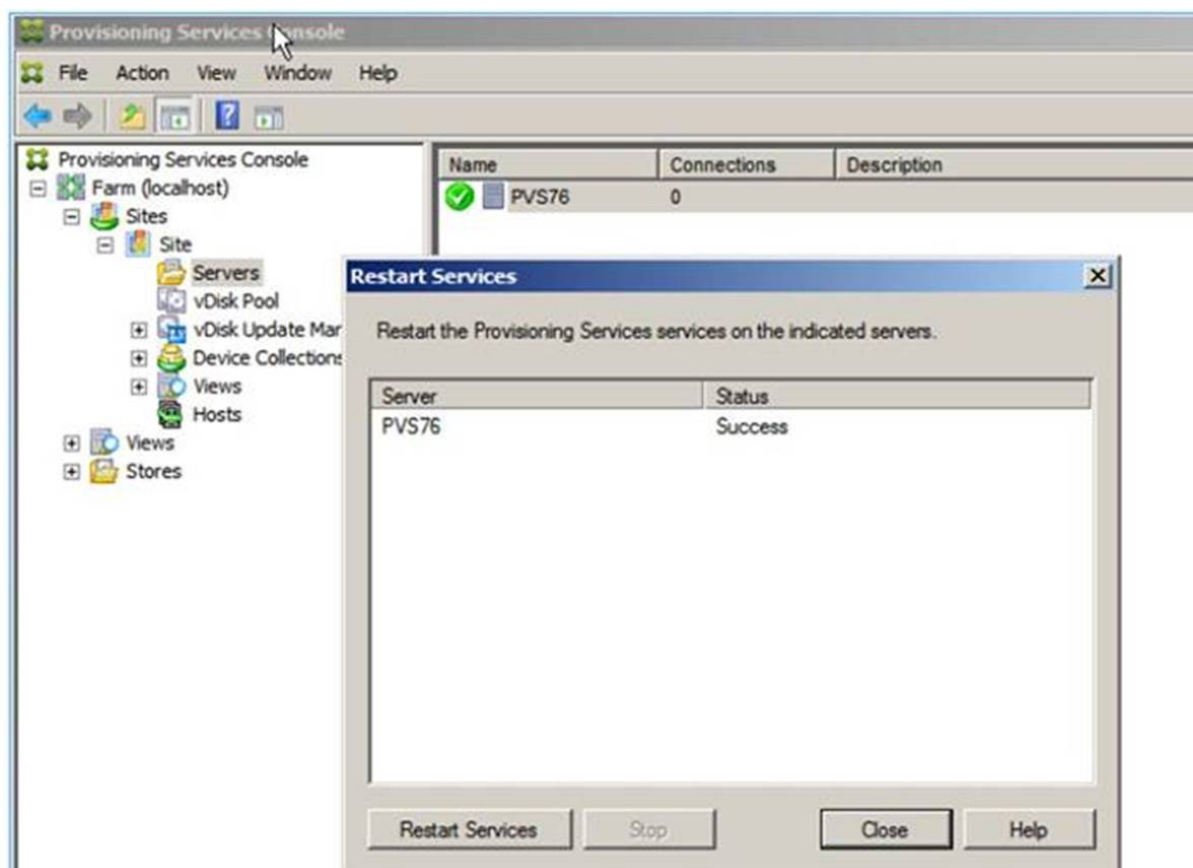 Provisioning Services Console
File Action View Window Help
Provisioning Services Console
Farm (localhost)
Sites
Site
Servers
vDisk Pool
vDisk Update Mar
Device Collections
Views
Hosts
Views
Stores
Name Connections Description
PVS76 0
Restart Services
Restart the Provisioning Services services on the indicated servers.
Server Status
PVS76 Success
Restart Services Stop Close Help